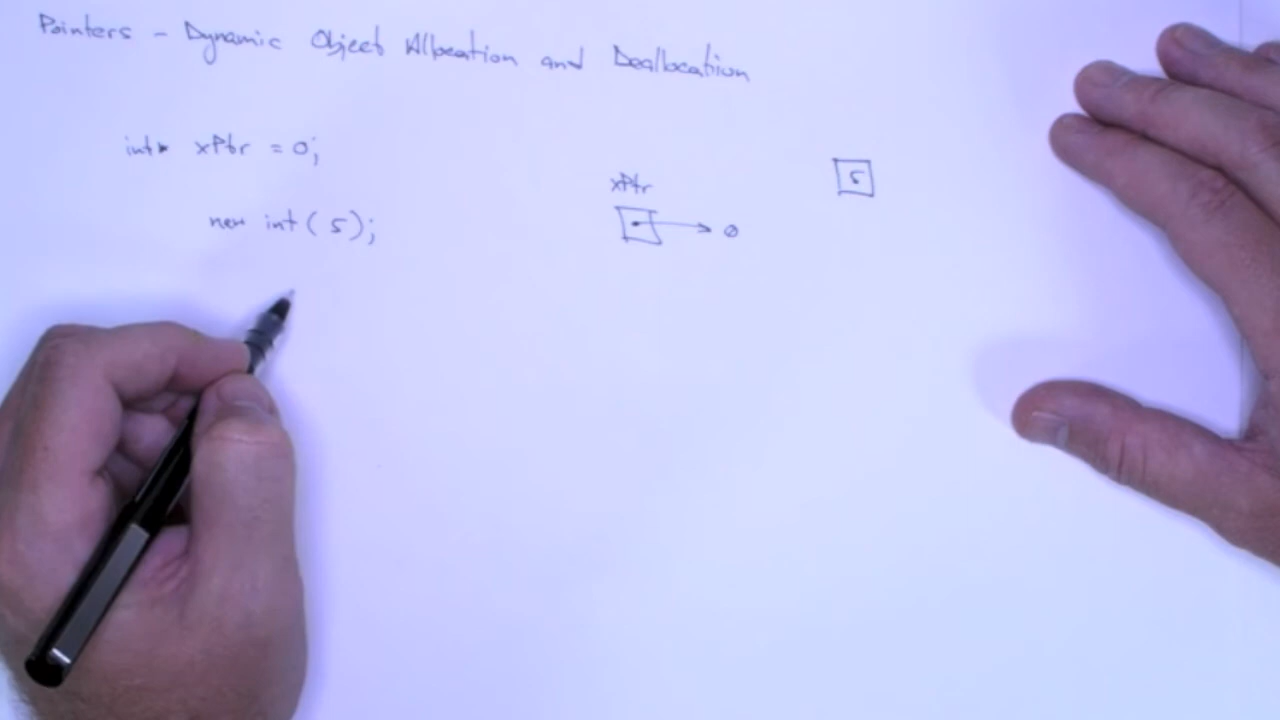 Pointers - Dynamic Object Allocation and Deallocation
int* xPtr = 0;
new int(5);
xPtr
0
5